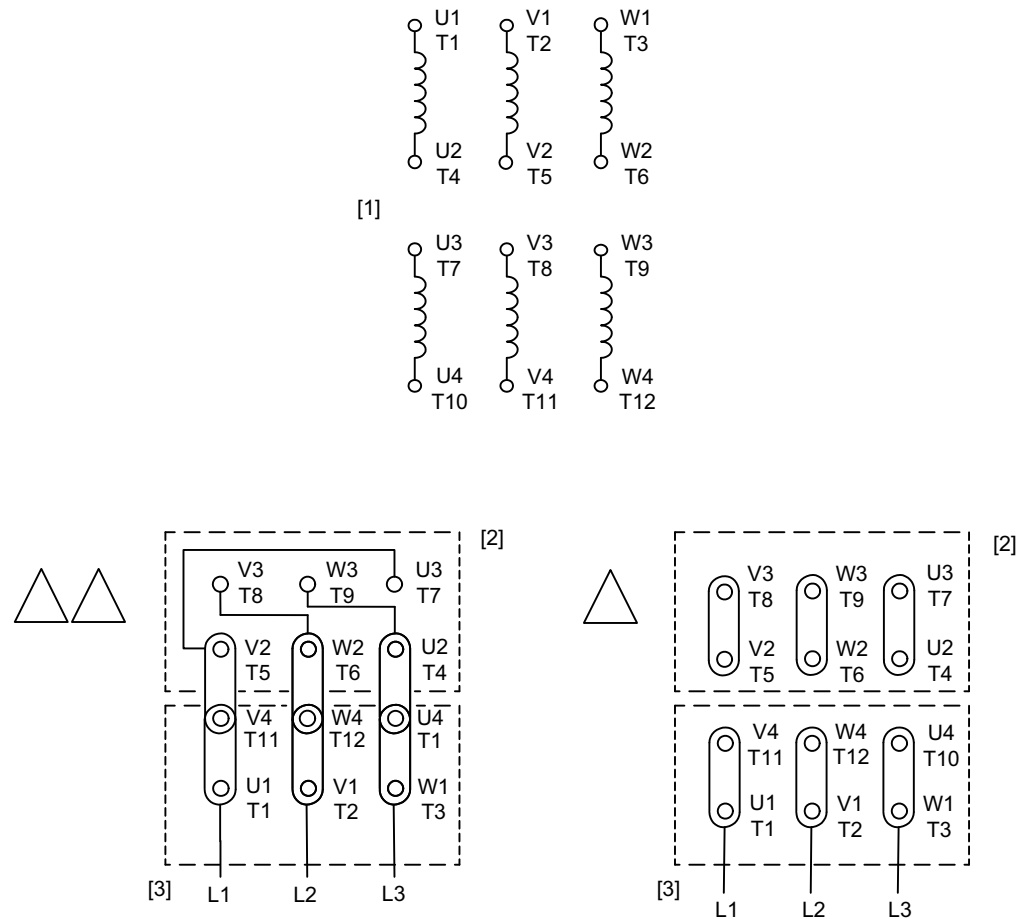 U1 V1 W1
T1 T2 T3
U2 V2 W2
T4 T5 T6
[1]
U3 V3 W3
T7 T8 T9
U4 V4 W4
T10 T11 T12
[2]
V3 W3 U3
T8 T9 T7
V2 W2 U2
T5 T6 T4
V4 W4 U4
T11 T12 T1
U1 V1 W1
T1 T2 T3
[3] L1 L2 L3
[2]
V3 W3 U3
T8 T9 T7
V2 W2 U2
T5 T6 T4
V4 W4 U4
T11 T12 T10
U1 V1 W1
T1 T2 T3
[3] L1 L2 L3